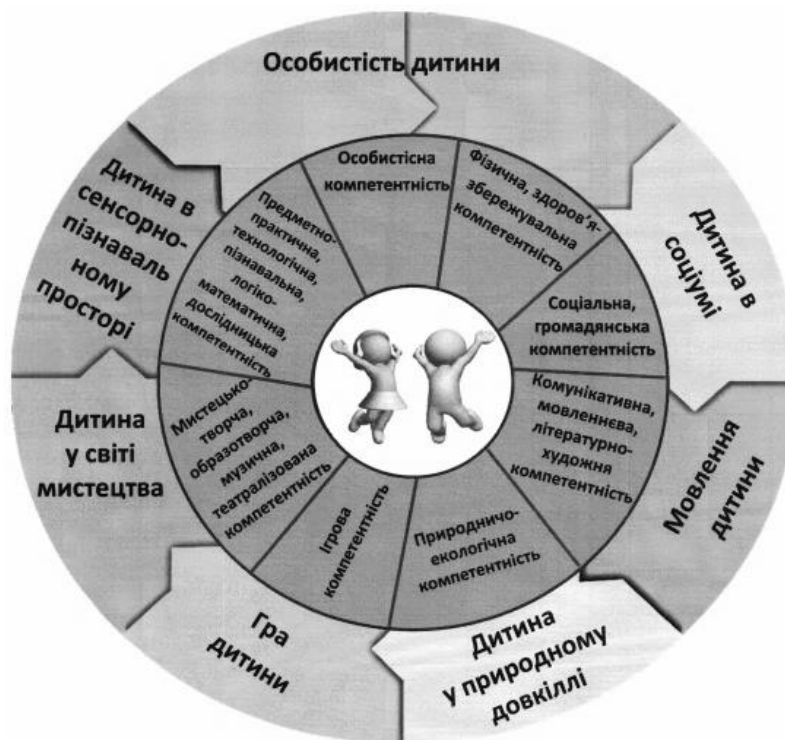 Особистість дитини
Дитина в
соціумі
Мовлення
дитини
Дитина
у природному
довкіллі
Гра
дитини
Дитина
у світі
мистецтва
Дитина в
сенсорно-
пізнаваль
ному
просторі
Особистісна
компетентність
Фізична, здоров’я-
збережувальна
компетентність
Соціальна,
громадянська
компетентність
Комунікативна,
мовленнєва,
літературно-
художня
компетентність
Природничо-
екологічна
компетентність
Ігрова
компетентність
Мистецько-
творча,
образотворча,
музична,
театралізована
компетентність
Предметно-
практична,
технологічна,
пізнавальна,
логіко-
математична,
дослідницька
компетентність